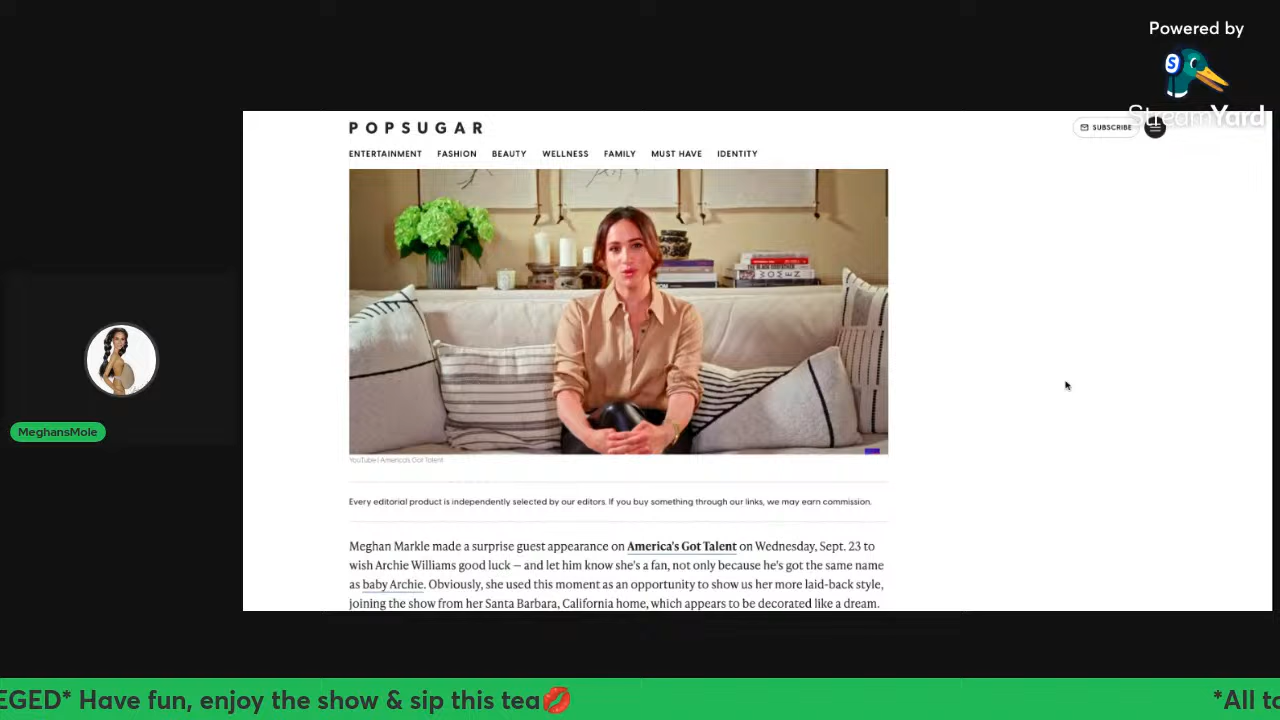 Powered by
StreamYard
POPSUGAR
SUBSCRIBE
ENTERTAINMENT FASHION BEAUTY WELLNESS FAMILY MUST HAVE IDENTITY
WOMEN
YouTube | America's Got Talent
Every editorial product is independently selected by our editors. If you buy something through our links, we may earn commission.
Meghan Markle made a surprise guest appearance on America's Got Talent on Wednesday, Sept. 23 to
wish Archie Williams good luck — and let him know she's a fan, not only because he's got the same name
as baby Archie. Obviously, she used this moment as an opportunity to show us her more laid-back style,
joining the show from her Santa Barbara, California home, which appears to be decorated like a dream.
MeghansMole
EGED* Have fun, enjoy the show & sip this tea💋 *All to